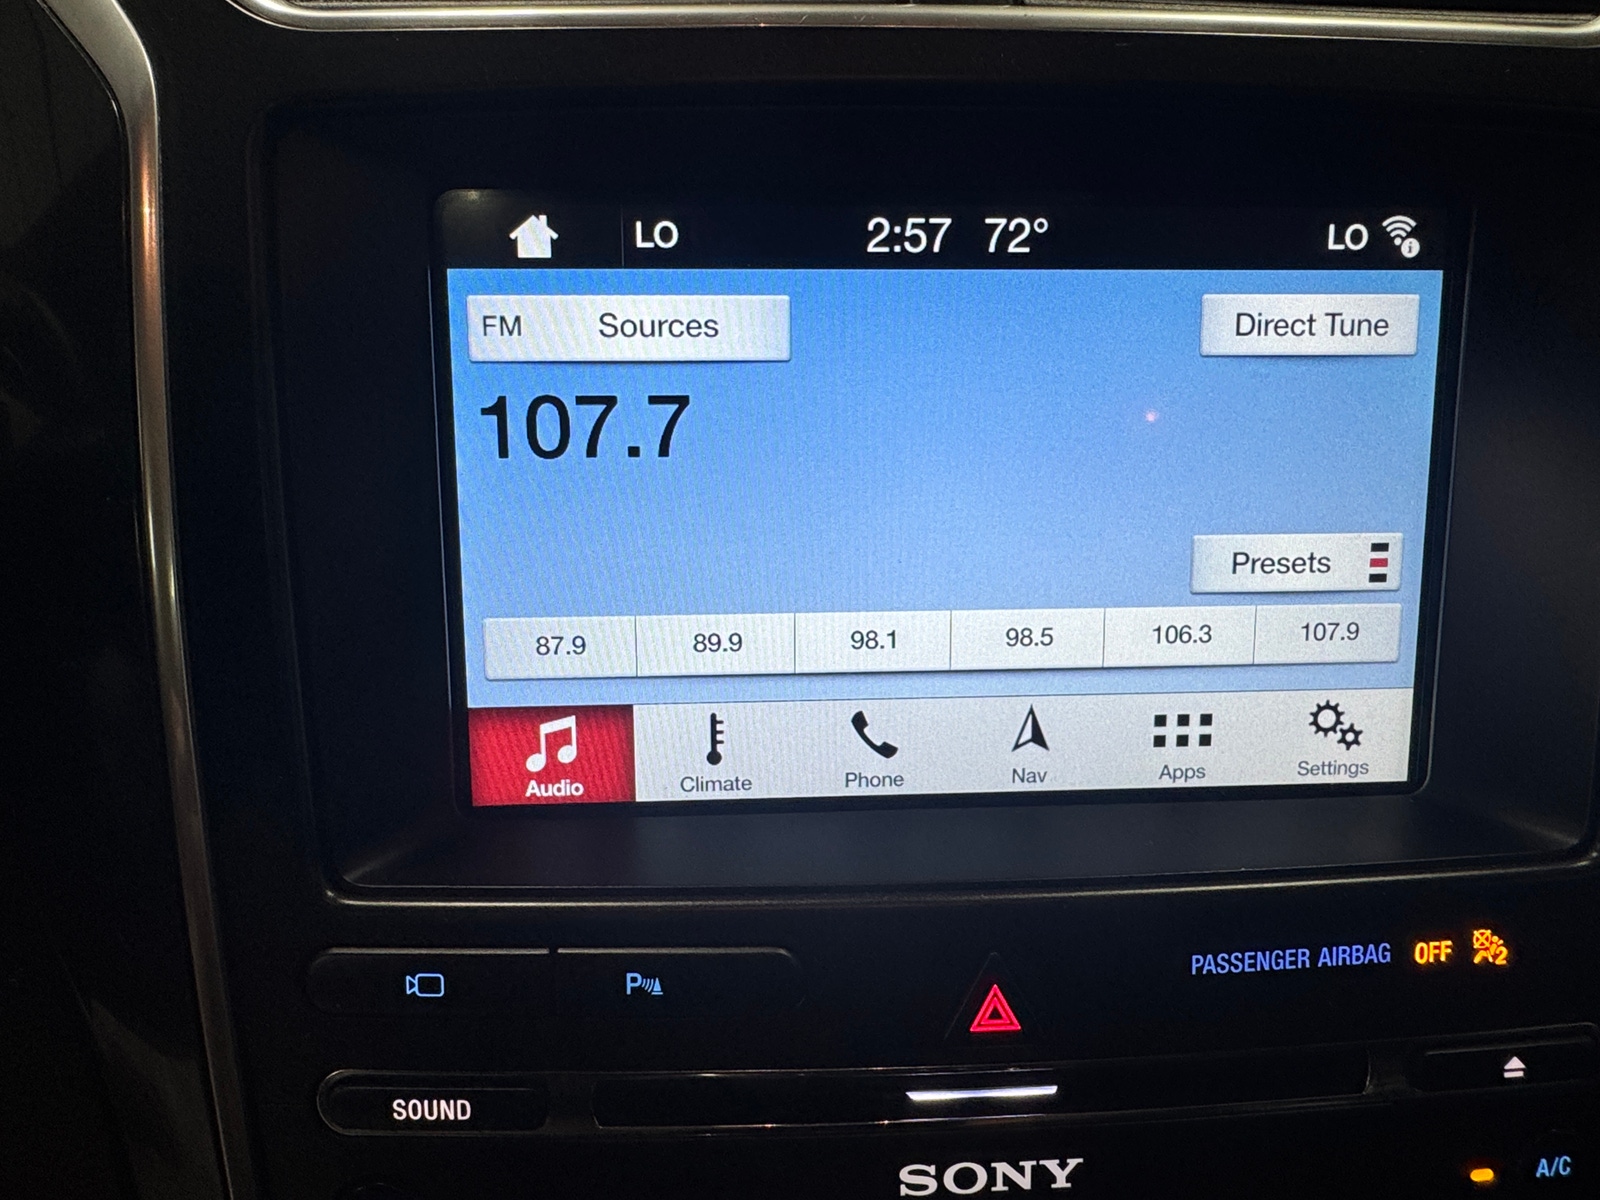 LO 2:57 72° LO
FM Sources Direct Tune
107.7
Presets
87.9 89.9 98.1 98.5 106.3 107.9
Audio Climate Phone Nav Apps Settings
PASSENGER AIRBAG OFF 2
P
SOUND
SONY
A/C